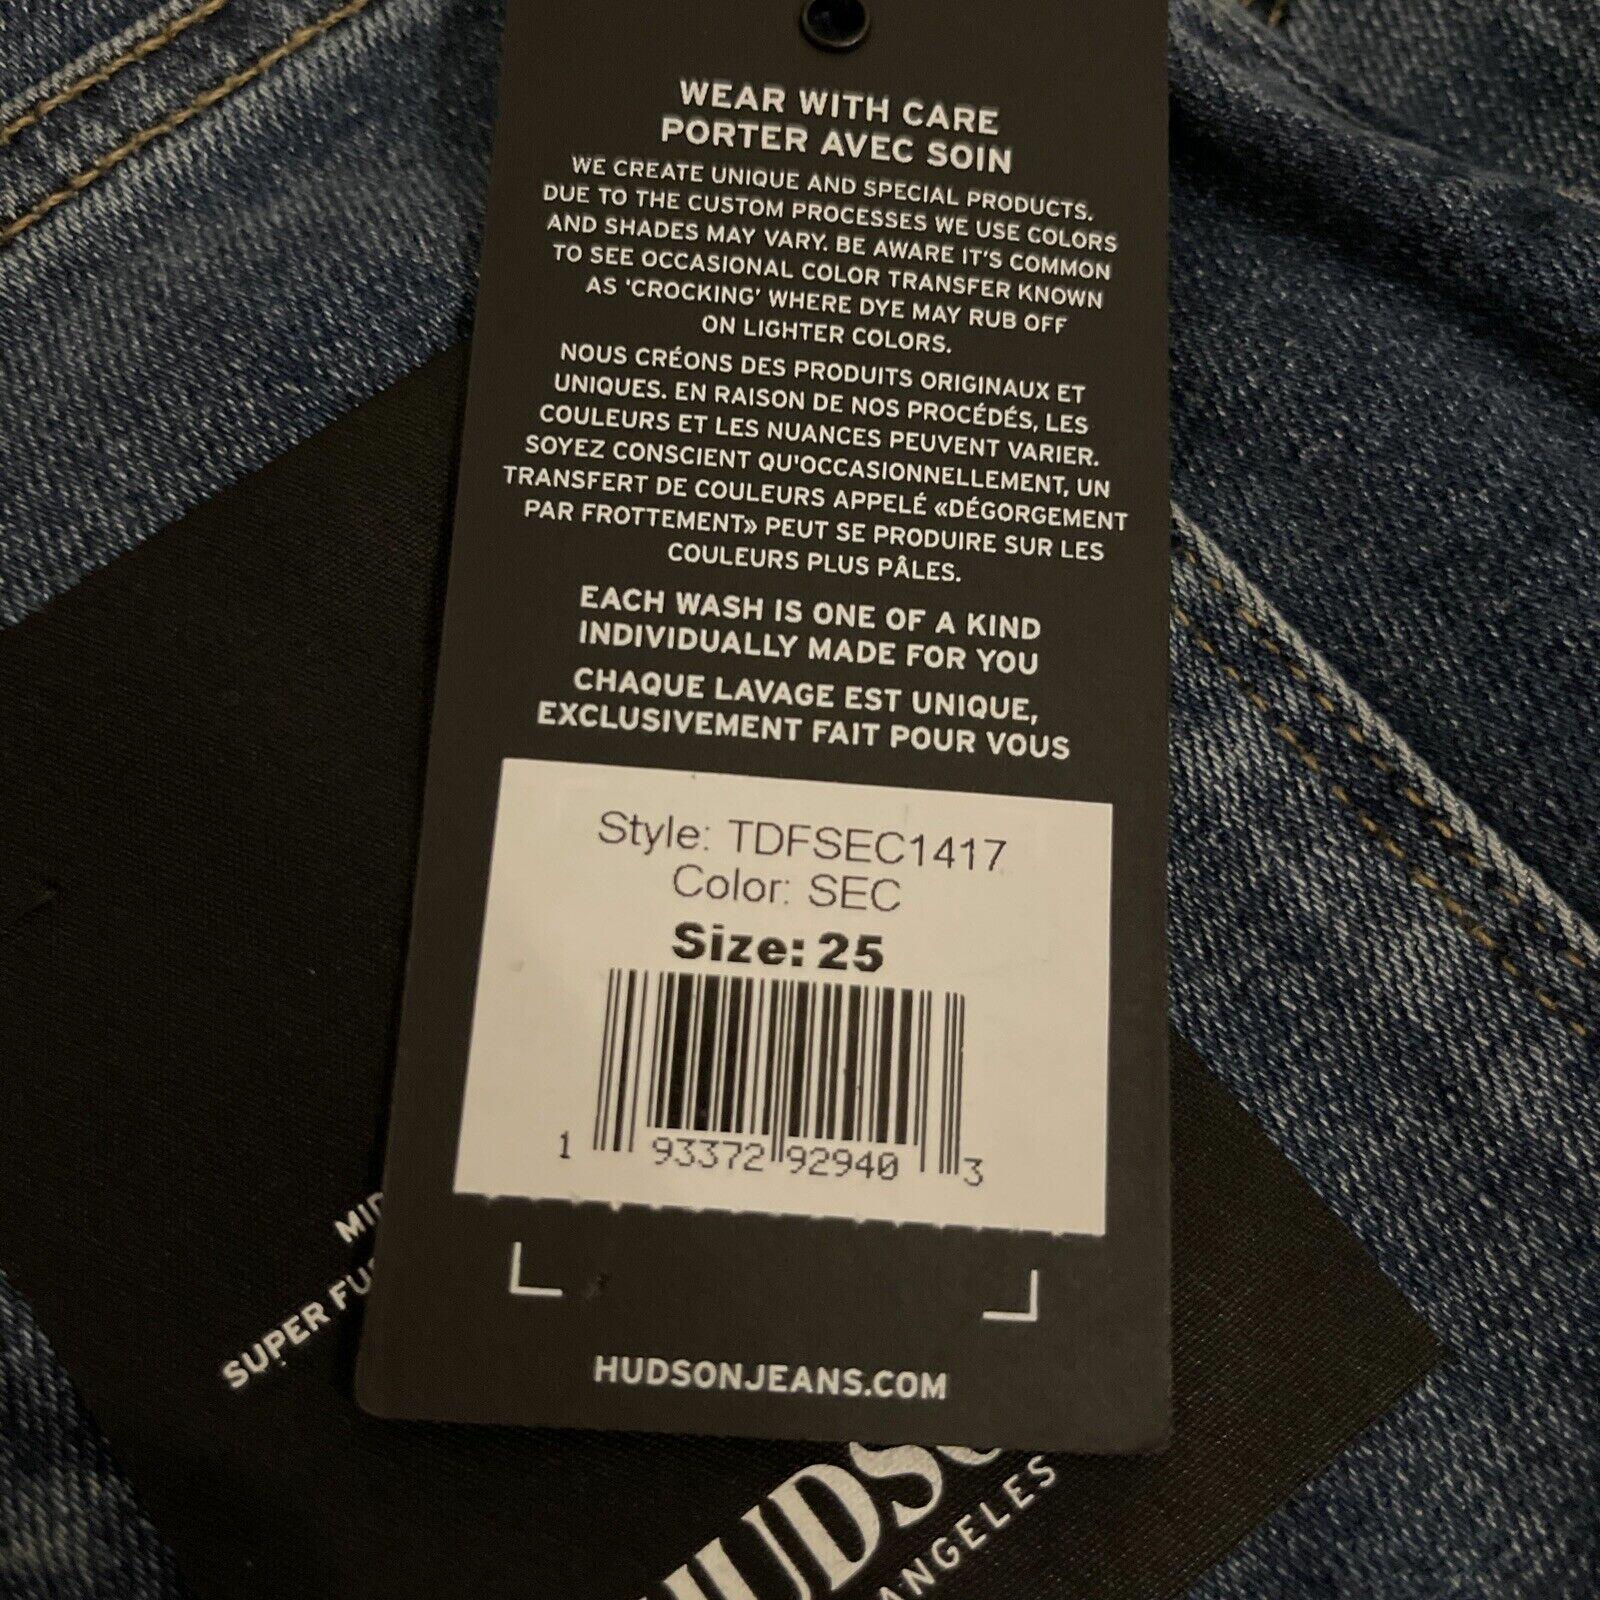 WEAR WITH CARE
PORTER AVEC SOIN
WE CREATE UNIQUE AND SPECIAL PRODUCTS.
DUE TO THE CUSTOM PROCESSES WE USE COLORS
AND SHADES MAY VARY. BE AWARE IT'S COMMON
TO SEE OCCASIONAL COLOR TRANSFER KNOWN
AS 'CROCKING' WHERE DYE MAY RUB OFF
ON LIGHTER COLORS.
NOUS CRÉONS DES PRODUITS ORIGINAUX ET
UNIQUES. EN RAISON DE NOS PROCÉDÉS, LES
COULEURS ET LES NUANCES PEUVENT VARIER.
SOYEZ CONSCIENT QU'OCCASIONNELLEMENT, UN
TRANSFERT DE COULEURS APPELÉ «DÉGORGEMENT
PAR FROTTEMENT» PEUT SE PRODUIRE SUR LES
COULEURS PLUS PÂLES.
EACH WASH IS ONE OF A KIND
INDIVIDUALLY MADE FOR YOU
CHAQUE LAVAGE EST UNIQUE,
EXCLUSIVEMENT FAIT POUR VOUS
Style: TDFSEC1417
Color: SEC
Size: 25
1 93372 92940 3
HUDSONJEANS.COM
SUPER
ANGELES